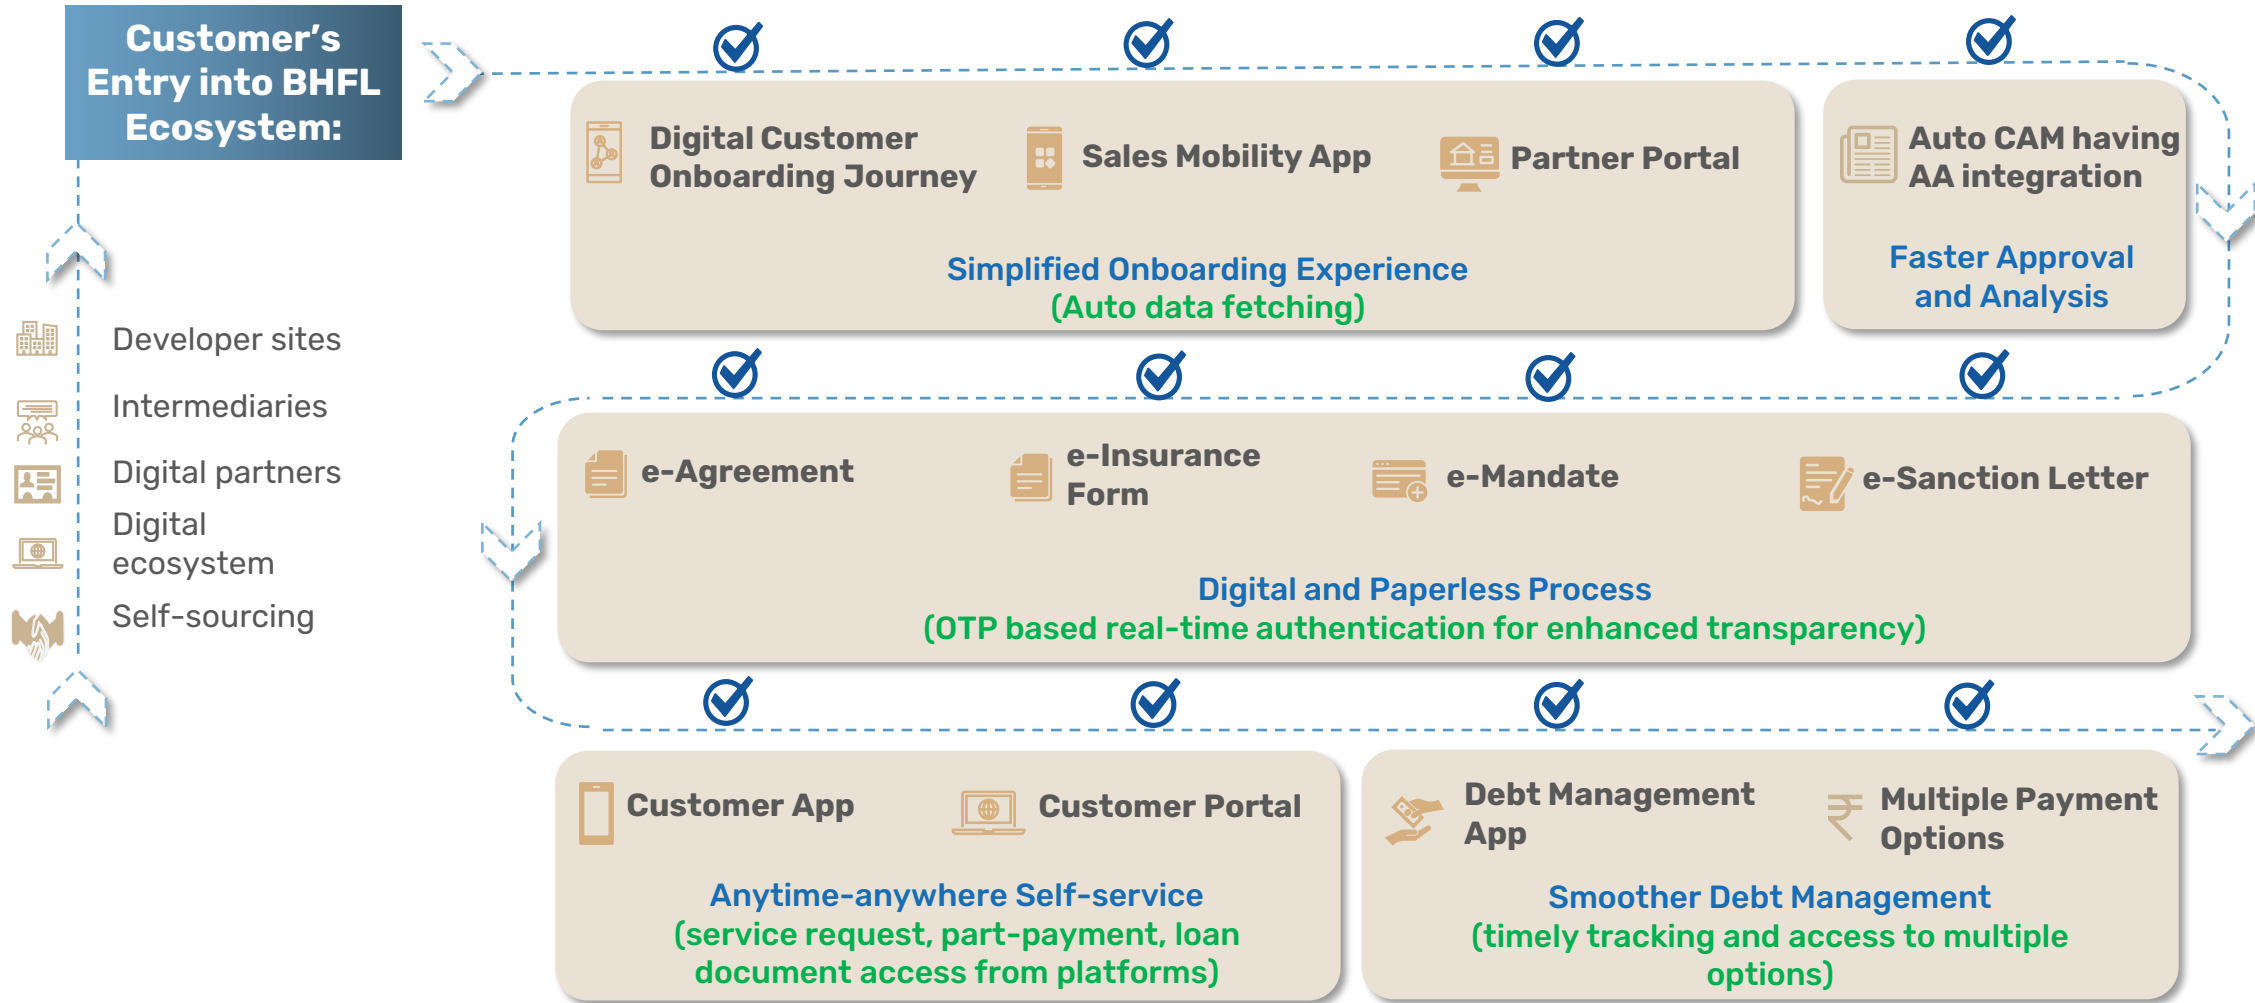 Customer's
Entry into BHFL
Ecosystem:
Developer sites
Intermediaries
Digital partners
Digital
ecosystem
Self-sourcing
Digital Customer
Onboarding Journey
Sales Mobility App
Partner Portal
Simplified Onboarding Experience
(Auto data fetching)
Auto CAM having
AA integration
Faster Approval
and Analysis
e-Agreement
e-Insurance
Form
e-Mandate
e-Sanction Letter
Digital and Paperless Process
(OTP based real-time authentication for enhanced transparency)
Customer App
Customer Portal
Anytime-anywhere Self-service
(service request, part-payment, loan
document access from platforms)
Debt Management
App
Multiple Payment
Options
Smoother Debt Management
(timely tracking and access to multiple
options)